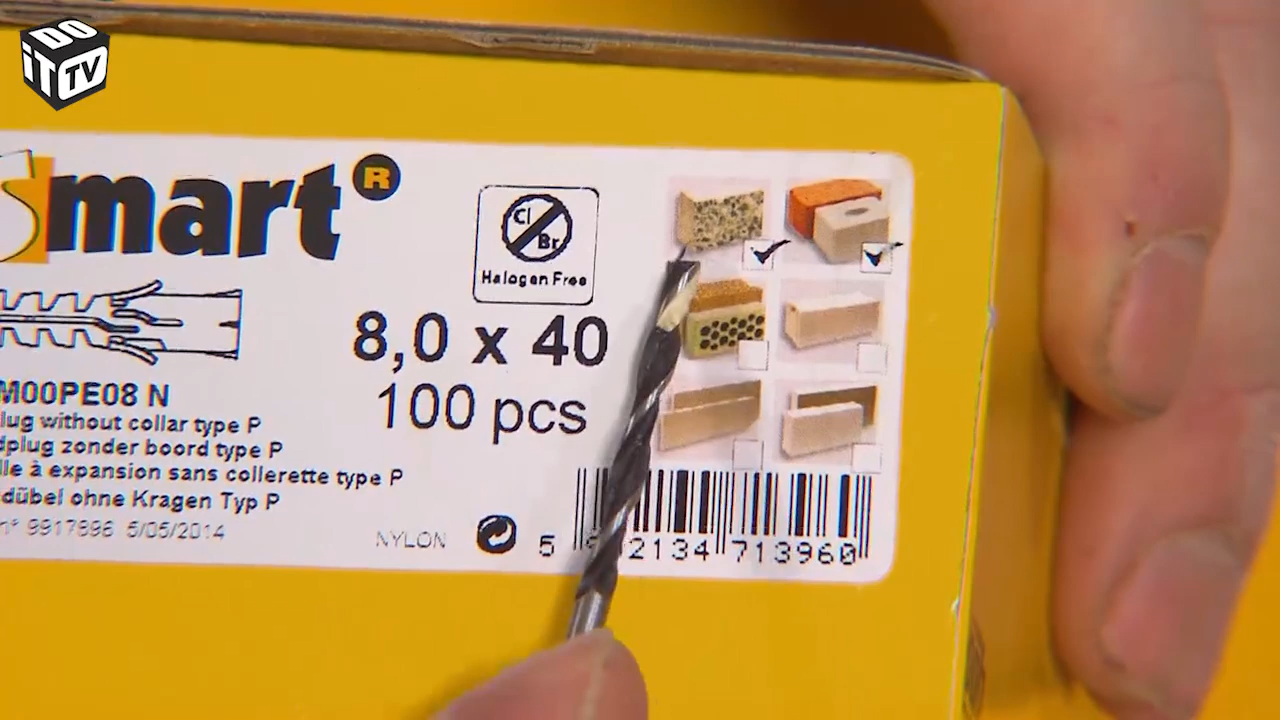 DO
iT TV
Smart®
Cl
Br
Halogen Free
8,0 x 40
100 pcs
M00PE08 N
lug without collar type P
dplug zonder boord type P
lle à expansion sans collerette type P
dübel ohne Kragen Typ P
n° 9917896 5/05/2014
NYLON
5 2134 713960